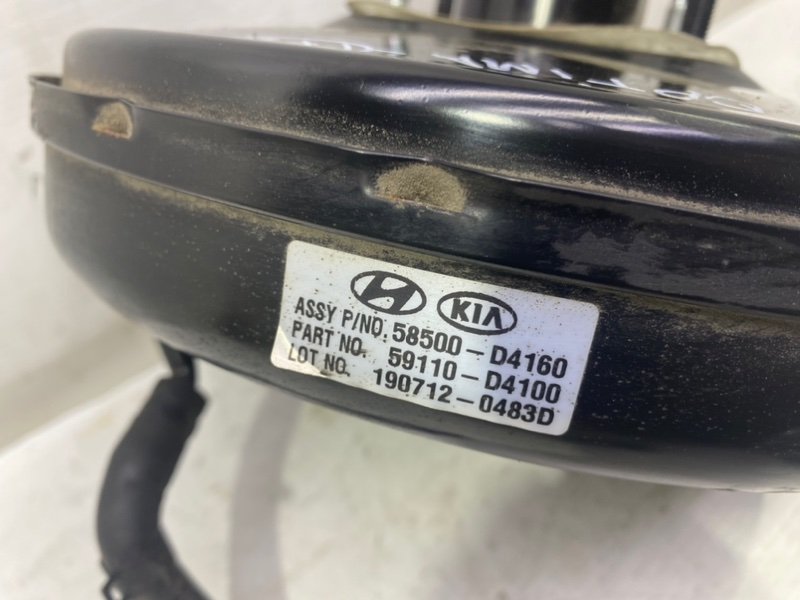 H KIA
ASSY P/NO. 58500-D4160
PART NO. 59110-D4100
LOT NO. 190712-0483D